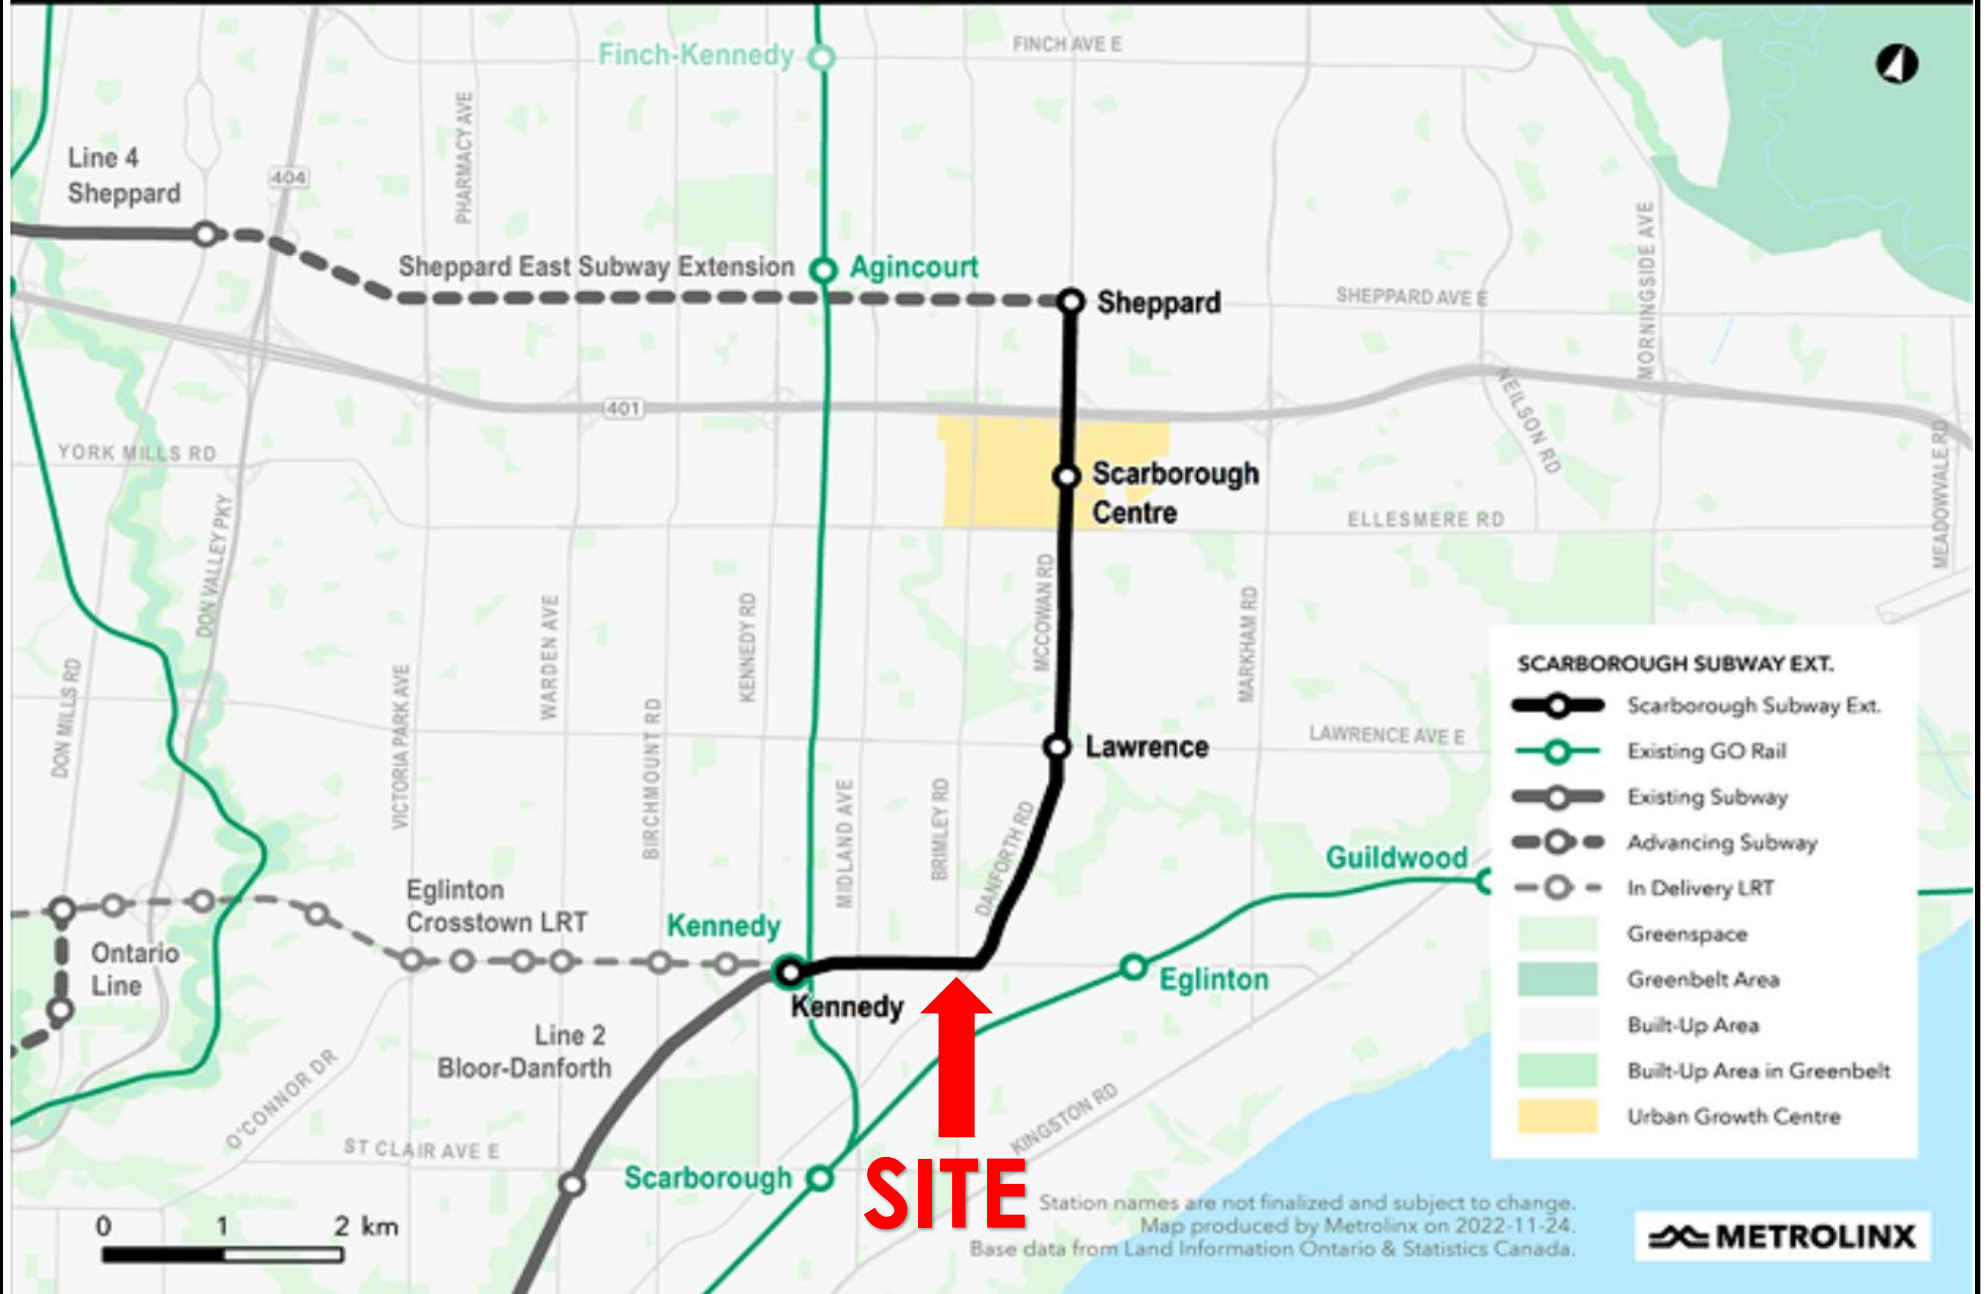 Finch-Kennedy
FINCH AVE E
Line 4
Sheppard
404
PHARMACY AVE
Sheppard East Subway Extension
Agincourt
Sheppard
SHEPPARD AVE E
MORNINGSIDE AVE
401
NEILSON RD
YORK MILLS RD
DON VALLEY PKY
Scarborough
Centre
ELLESMERE RD
MEADOWVALE RD
MCCOWAN RD
MARKHAM RD
WARDEN AVE
KENNEDY RD
DON MILLS RD
VICTORIA PARK AVE
BIRCHMOUNT RD
Lawrence
LAWRENCE AVE E
MIDLAND AVE
BRIMLEY RD
DANFORTH RD
Guildwood
Eglinton
Crosstown LRT
Kennedy
Ontario
Line
Kennedy
Eglinton
Line 2
Bloor-Danforth
O'CONNOR DR
ST CLAIR AVE E
KINGSTON RD
Scarborough
SITE
0 1 2 km
SCARBOROUGH SUBWAY EXT.
Scarborough Subway Ext.
Existing GO Rail
Existing Subway
Advancing Subway
In Delivery LRT
Greenspace
Greenbelt Area
Built-Up Area
Built-Up Area in Greenbelt
Urban Growth Centre
Station names are not finalized and subject to change.
Map produced by Metrolinx on 2022-11-24.
Base data from Land Information Ontario & Statistics Canada.
METROLINX